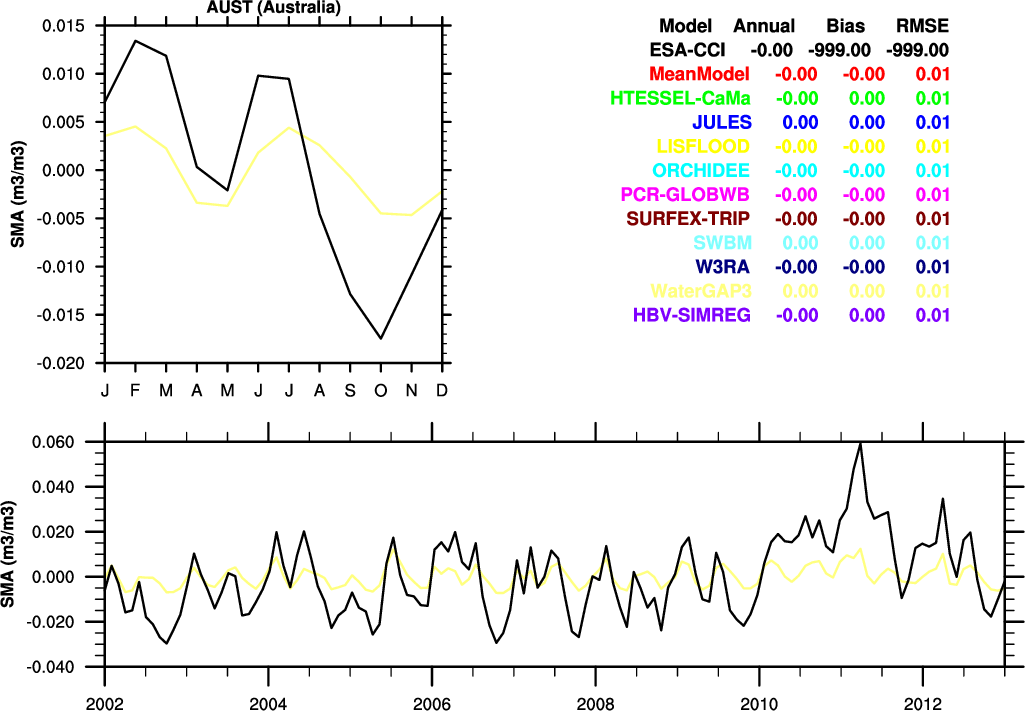 AUST (Australia)
0.015
0.010
0.005
0.000
-0.005
-0.010
-0.015
-0.020
SMA (m3/m3)
J F M A M J J A S O N D
Model Annual Bias RMSE
ESA-CCI -0.00 -999.00 -999.00
MeanModel -0.00 -0.00 0.01
HTESSEL-CaMa -0.00 0.00 0.01
JULES 0.00 0.00 0.01
LISFLOOD -0.00 -0.00 0.01
ORCHIDEE -0.00 -0.00 0.01
PCR-GLOBWB -0.00 -0.00 0.01
SURFEX-TRIP -0.00 -0.00 0.01
SWBM 0.00 0.00 0.01
W3RA -0.00 -0.00 0.01
WaterGAP3 0.00 0.00 0.01
HBV-SIMREG -0.00 0.00 0.01
0.060
0.040
0.020
0.000
-0.020
-0.040
SMA (m3/m3)
2002 2004 2006 2008 2010 2012